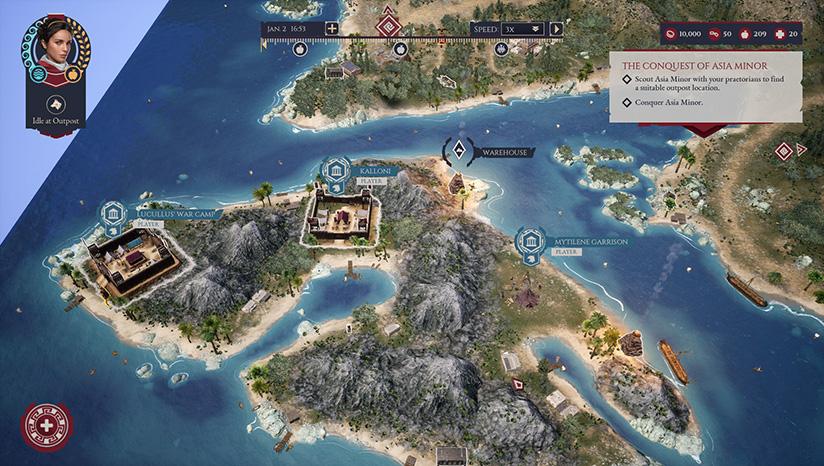 JAN. 2 16:53
SPEED: 3X
10,000 50 209 20
THE CONQUEST OF ASIA MINOR
Scout Asia Minor with your praetorians to find
a suitable outpost location.
Conquer Asia Minor.
Idle at Outpost
WAREHOUSE
KALLONI
PLAYER
LUCULLUS' WAR CAMP
PLAYER
MYTILENE GARRISON
PLAYER